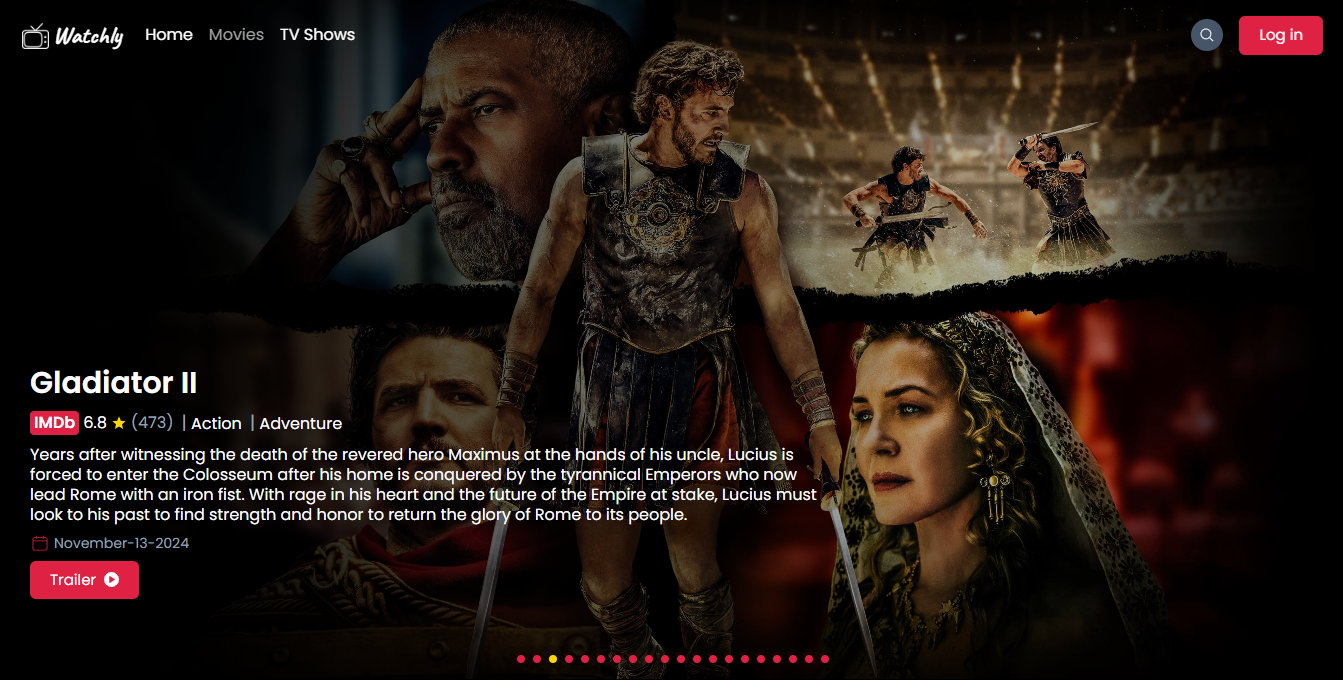 Watchly Home Movies TV Shows Log in
Gladiator II
IMDb 6.8 (473) | Action | Adventure
Years after witnessing the death of the revered hero Maximus at the hands of his uncle, Lucius is
forced to enter the Colosseum after his home is conquered by the tyrannical Emperors who now
lead Rome with an iron fist. With rage in his heart and the future of the Empire at stake, Lucius must
look to his past to find strength and honor to return the glory of Rome to its people.
November-13-2024
Trailer